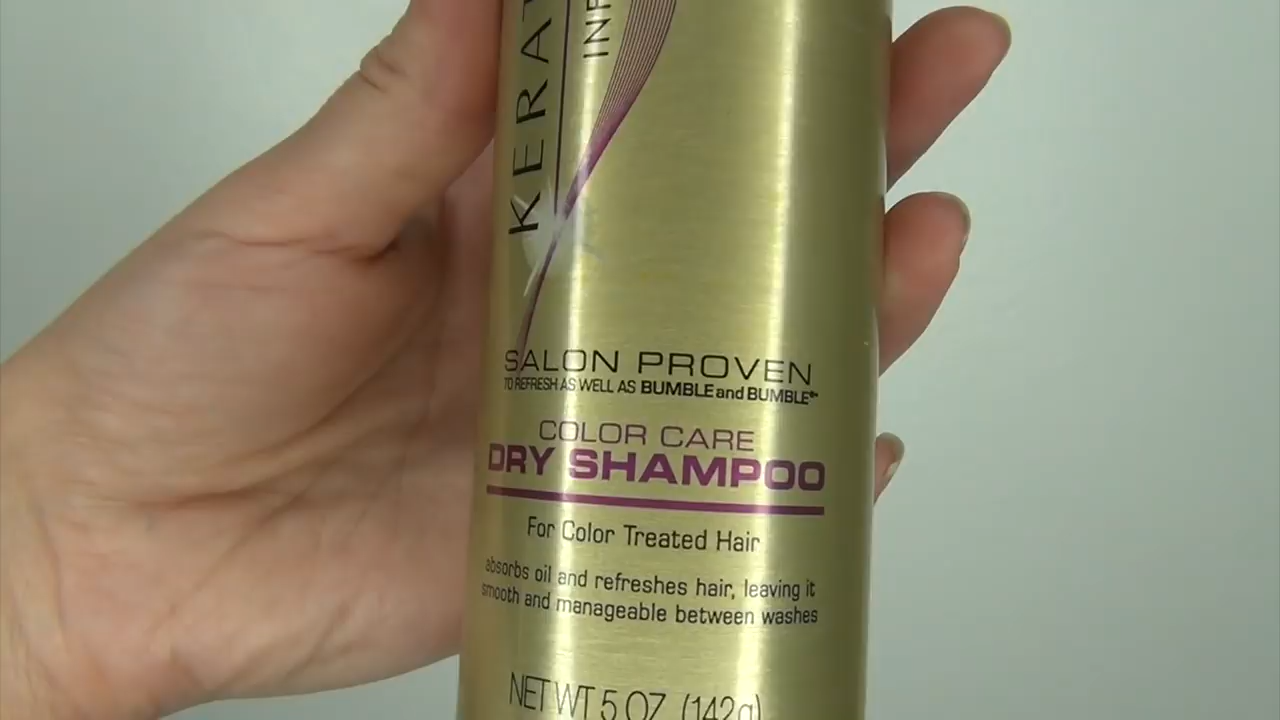 KERAT
INF
SALON PROVEN
TO REFRESH AS WELL AS BUMBLE and BUMBLE®*
COLOR CARE
DRY SHAMPOO
For Color Treated Hair
absorbs oil and refreshes hair, leaving it
smooth and manageable between washes
NET WT 5 OZ (142g)